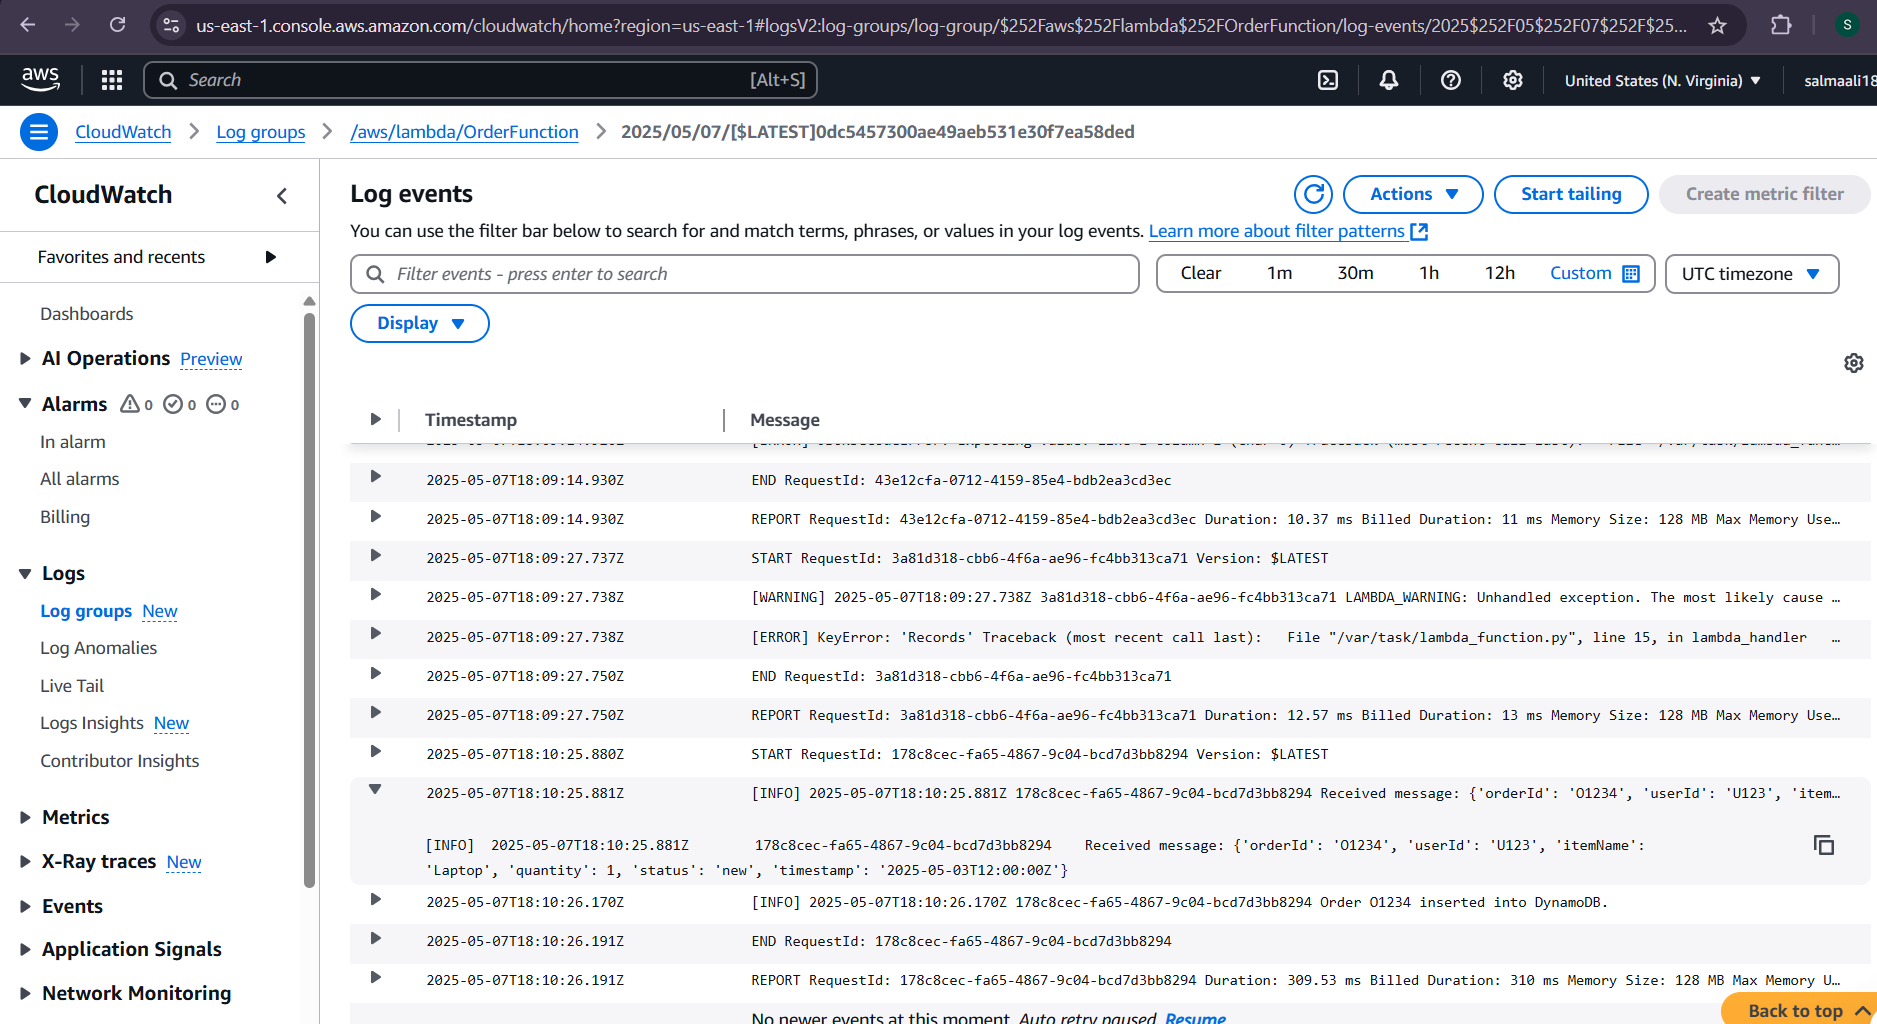 us-east-1.console.aws.amazon.com/cloudwatch/home?region=us-east-1#logsV2:log-groups/log-group/$252Faws$252Flambda$252FOrderFunction/log-events/2025$252F05$252F07$252F$25...
S
aws
Search
[Alt+S]
United States (N. Virginia)
salmaali18
CloudWatch
Log groups
/aws/lambda/OrderFunction
2025/05/07/[$LATEST]0dc5457300ae49aeb531e30f7ea58ded
CloudWatch
Favorites and recents
Dashboards
AI Operations Preview
Alarms 0 0 0
In alarm
All alarms
Billing
Logs
Log groups New
Log Anomalies
Live Tail
Logs Insights New
Contributor Insights
Metrics
X-Ray traces New
Events
Application Signals
Network Monitoring
Log events
Actions
Start tailing
Create metric filter
You can use the filter bar below to search for and match terms, phrases, or values in your log events. Learn more about filter patterns
Filter events - press enter to search
Clear 1m 30m 1h 12h Custom
UTC timezone
Display
Timestamp Message
2025-05-07T18:09:14.930Z END RequestId: 43e12cfa-0712-4159-85e4-bdb2ea3cd3ec
2025-05-07T18:09:14.930Z REPORT RequestId: 43e12cfa-0712-4159-85e4-bdb2ea3cd3ec Duration: 10.37 ms Billed Duration: 11 ms Memory Size: 128 MB Max Memory Use…
2025-05-07T18:09:27.737Z START RequestId: 3a81d318-cbb6-4f6a-ae96-fc4bb313ca71 Version: $LATEST
2025-05-07T18:09:27.738Z [WARNING] 2025-05-07T18:09:27.738Z 3a81d318-cbb6-4f6a-ae96-fc4bb313ca71 LAMBDA_WARNING: Unhandled exception. The most likely cause …
2025-05-07T18:09:27.738Z [ERROR] KeyError: 'Records' Traceback (most recent call last): File "/var/task/lambda_function.py", line 15, in lambda_handler …
2025-05-07T18:09:27.750Z END RequestId: 3a81d318-cbb6-4f6a-ae96-fc4bb313ca71
2025-05-07T18:09:27.750Z REPORT RequestId: 3a81d318-cbb6-4f6a-ae96-fc4bb313ca71 Duration: 12.57 ms Billed Duration: 13 ms Memory Size: 128 MB Max Memory Use…
2025-05-07T18:10:25.880Z START RequestId: 178c8cec-fa65-4867-9c04-bcd7d3bb8294 Version: $LATEST
2025-05-07T18:10:25.881Z [INFO] 2025-05-07T18:10:25.881Z 178c8cec-fa65-4867-9c04-bcd7d3bb8294 Received message: {'orderId': 'O1234', 'userId': 'U123', 'item…
[INFO] 2025-05-07T18:10:25.881Z 178c8cec-fa65-4867-9c04-bcd7d3bb8294 Received message: {'orderId': 'O1234', 'userId': 'U123', 'itemName':
'Laptop', 'quantity': 1, 'status': 'new', 'timestamp': '2025-05-03T12:00:00Z'}
2025-05-07T18:10:26.170Z [INFO] 2025-05-07T18:10:26.170Z 178c8cec-fa65-4867-9c04-bcd7d3bb8294 Order O1234 inserted into DynamoDB.
2025-05-07T18:10:26.191Z END RequestId: 178c8cec-fa65-4867-9c04-bcd7d3bb8294
2025-05-07T18:10:26.191Z REPORT RequestId: 178c8cec-fa65-4867-9c04-bcd7d3bb8294 Duration: 309.53 ms Billed Duration: 310 ms Memory Size: 128 MB Max Memory U…
No newer events at this moment. Auto retry paused. Resume
Back to top